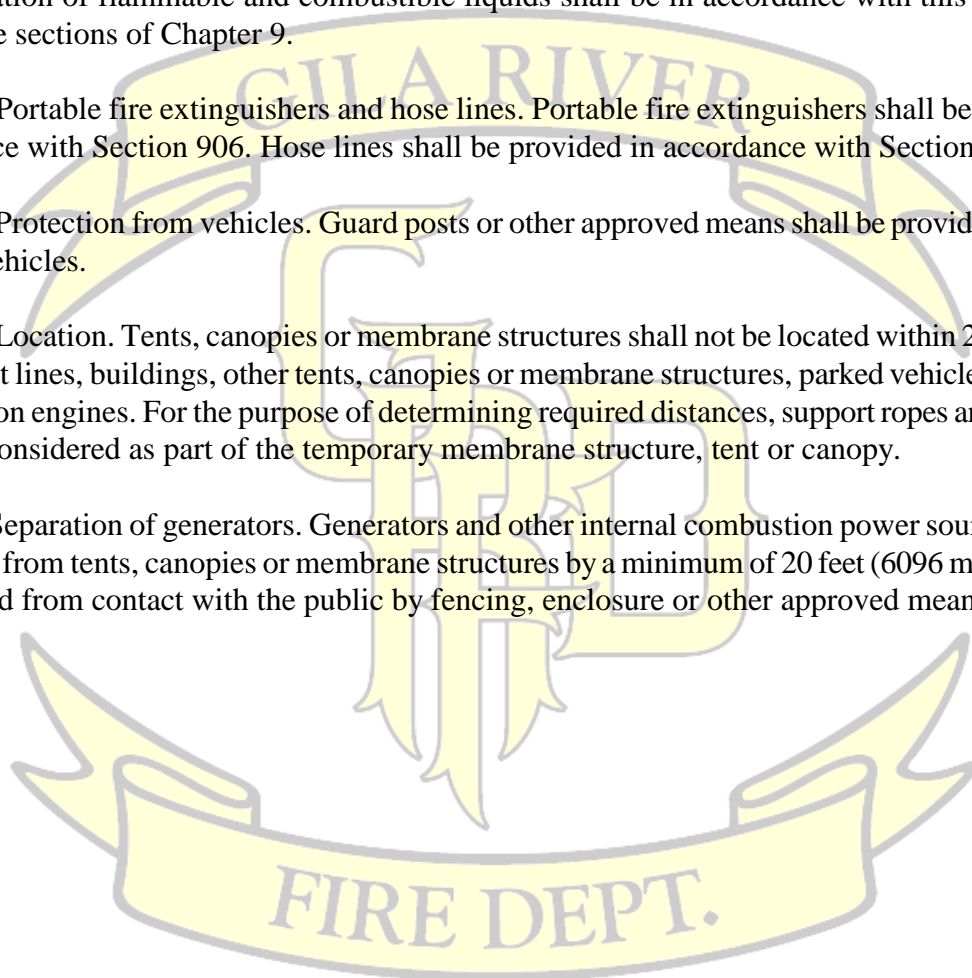 ation of flammable and combustible liquids shall be in accordance with this
e sections of Chapter 9.
GILA RIVER
Portable fire extinguishers and hose lines. Portable fire extinguishers shall be
ce with Section 906. Hose lines shall be provided in accordance with Section
Protection from vehicles. Guard posts or other approved means shall be provid
ehicles.
Location. Tents, canopies or membrane structures shall not be located within 2
t lines, buildings, other tents, canopies or membrane structures, parked vehicle
on engines. For the purpose of determining required distances, support ropes an
onsidered as part of the temporary membrane structure, tent or canopy.
Separation of generators. Generators and other internal combustion power sour
from tents, canopies or membrane structures by a minimum of 20 feet (6096 m
d from contact with the public by fencing, enclosure or other approved mean
GRFD
FIRE DEPT.